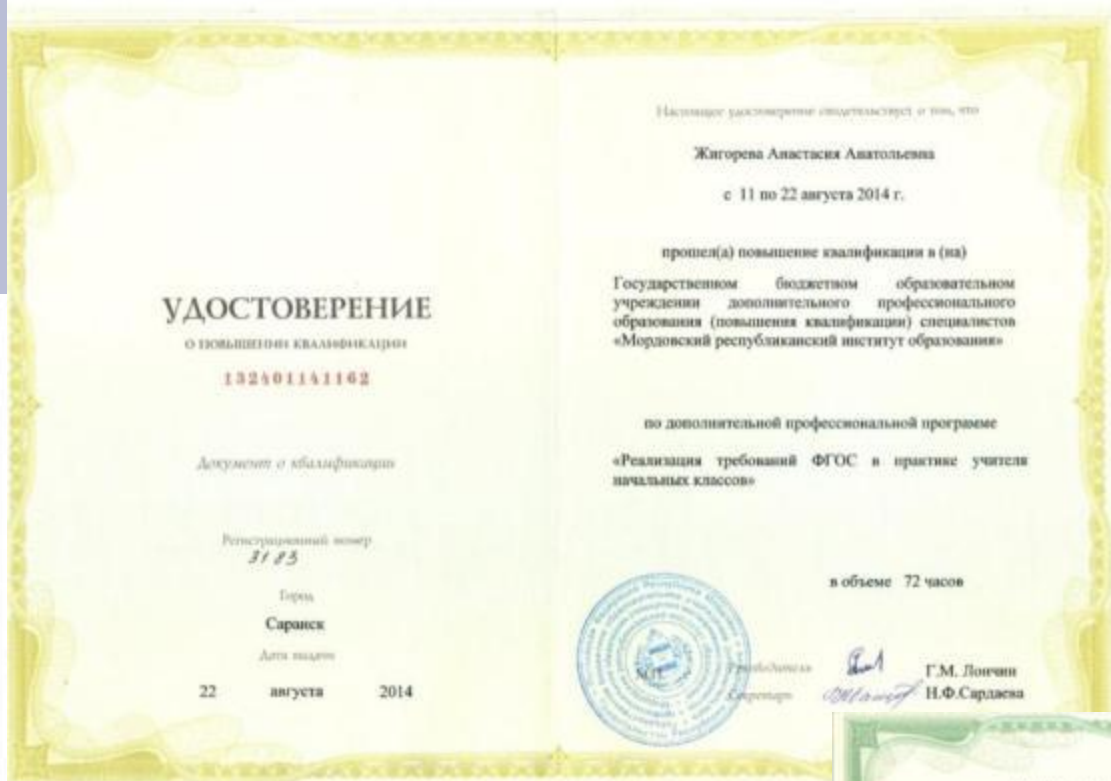 УДОСТОВЕРЕНИЕ
О ПОВЫШЕНИИ КВАЛИФИКАЦИИ
132401141162
Документ о квалификации
Регистрационный номер
3183
Город
Саранск
Дата выдачи
22 августа 2014
Настоящее удостоверение свидетельствует о том, что
Жигорева Анастасия Анатольевна
с 11 по 22 августа 2014 г.
прошел(а) повышение квалификации в (на)
Государственном бюджетном образовательном
учреждении дополнительного профессионального
образования (повышения квалификации) специалистов
«Мордовский республиканский институт образования»
по дополнительной профессиональной программе
«Реализация требований ФГОС в практике учителя
начальных классов»
в объеме 72 часов
М.П.
Руководитель Г.М. Лончин
Секретарь Н.Ф.Сардаева